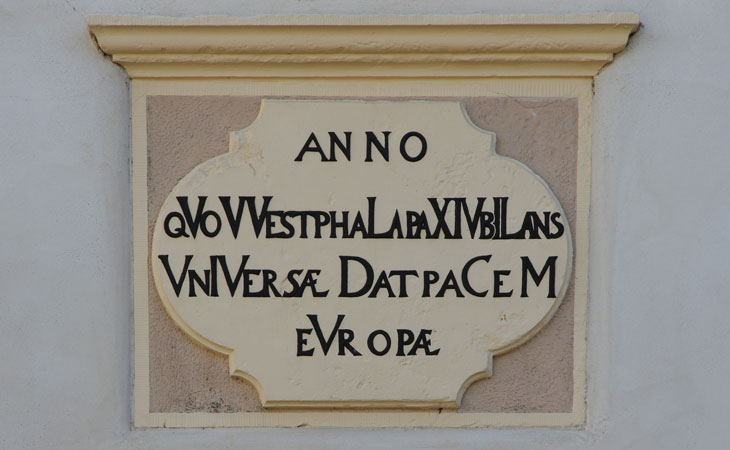 ANNO
QVO VVESTPHALA PAX IVBILANS
VNIVERSÆ DAT PACEM
EVROPÆ